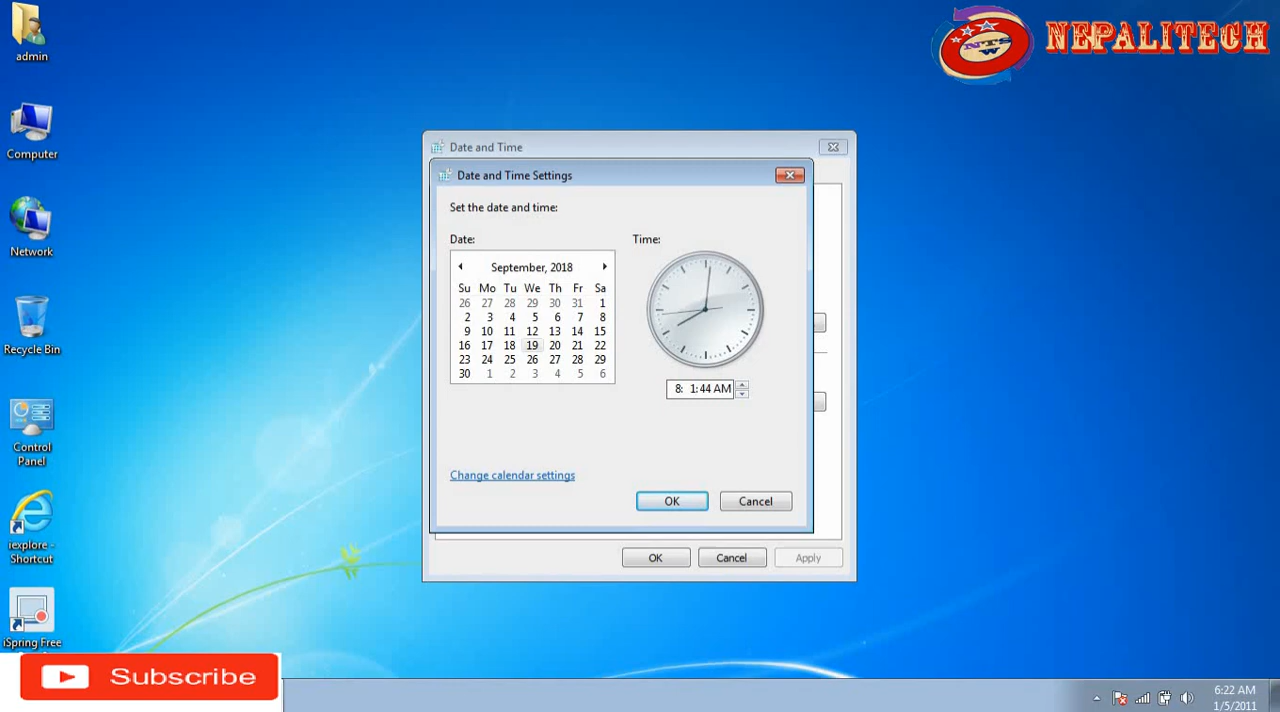 admin
Computer
Network
Recycle Bin
Control
Panel
iexplore -
Shortcut
iSpring Free
Subscribe
NTS
W
NEPALITECH
Date and Time
Date and Time Settings
Set the date and time:
Date:
Time:
September, 2018
Su Mo Tu We Th Fr Sa
26 27 28 29 30 31 1
2 3 4 5 6 7 8
9 10 11 12 13 14 15
16 17 18 19 20 21 22
23 24 25 26 27 28 29
30 1 2 3 4 5 6
8: 1:44 AM
Change calendar settings
OK Cancel
OK Cancel Apply
6:22 AM
1/5/2011